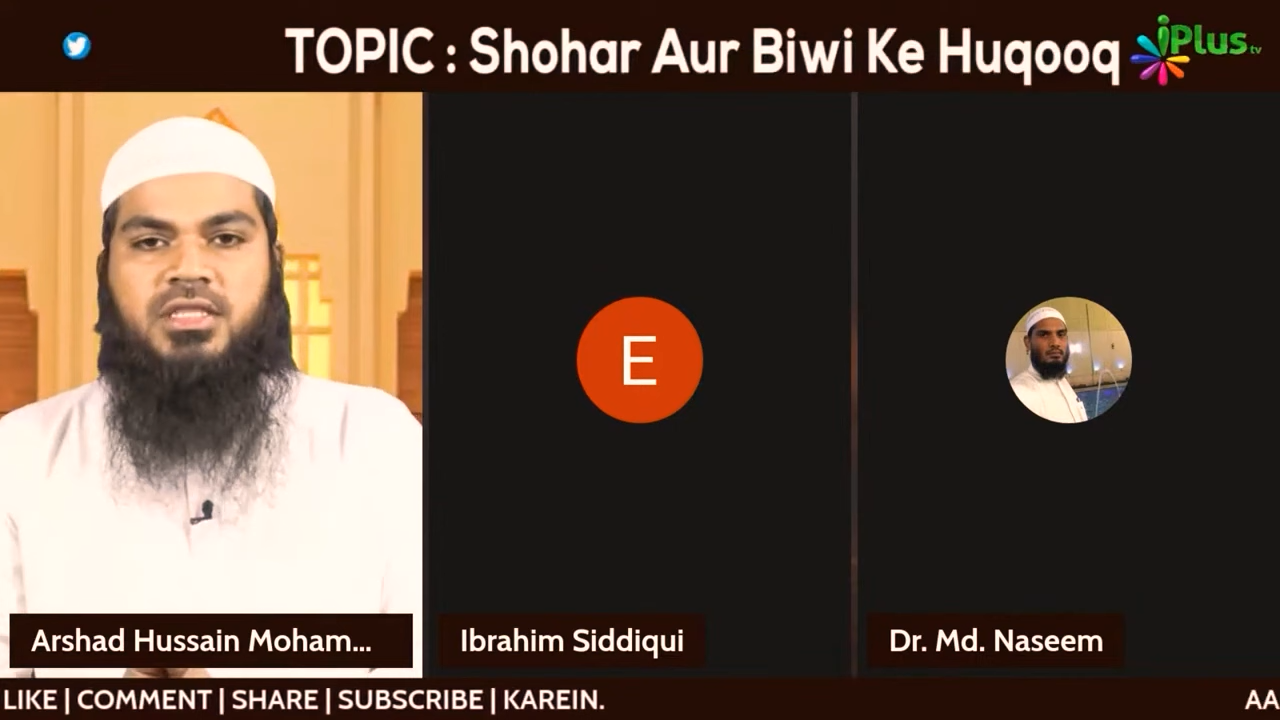 TOPIC : Shohar Aur Biwi Ke Huqooq
iPlus tv
E
Arshad Hussain Moham...
Ibrahim Siddiqui
Dr. Md. Naseem
LIKE | COMMENT | SHARE | SUBSCRIBE | KAREIN.
AA